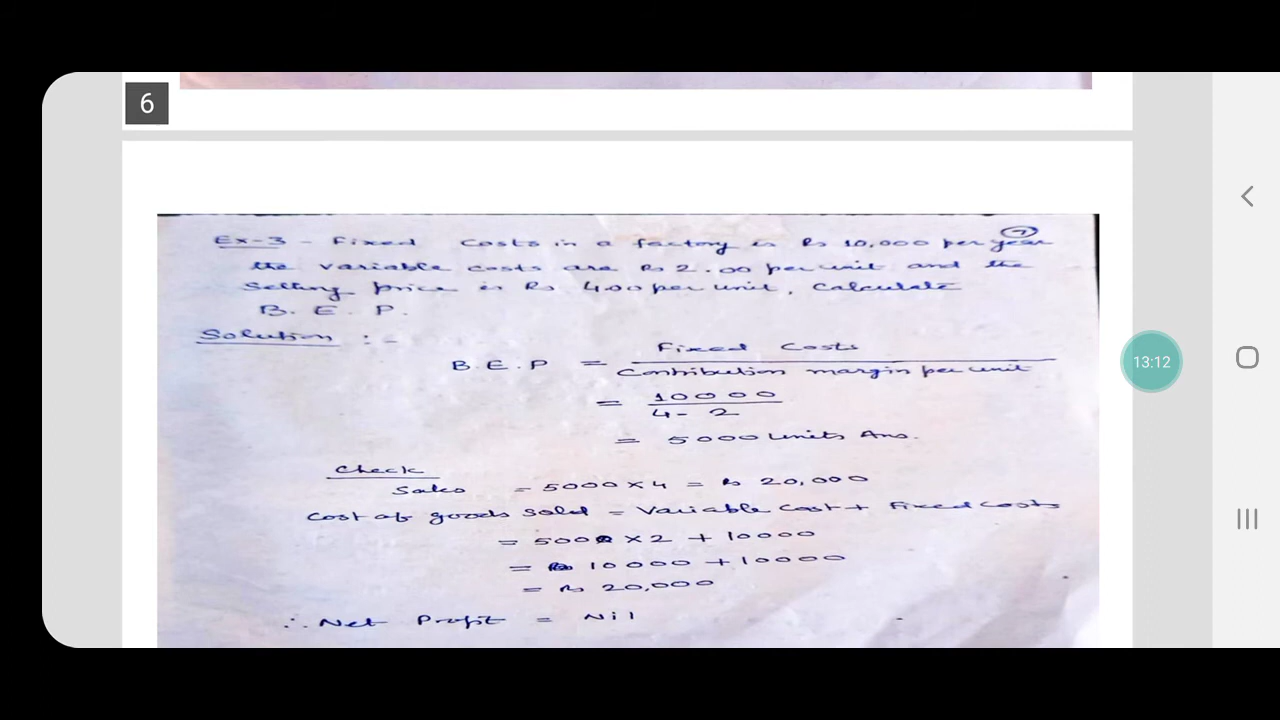 6
7
Ex-3 - Fixed Costs in a factory is Rs 10,000 per year
the variable costs are Rs 2.00 per unit and the
Selling price is Rs 4.00 per unit, Calculate
B. E. P.
Solution : -
B.E.P = Fixed Costs
Contribution margin per unit
= 10000
4 - 2
= 5000 Units Ans.
13:12
Check
Sales = 5000 X 4 = Rs 20,000
Cost of goods sold = Variable Cost + Fixed Costs
= 5000 X 2 + 10000
= Rs 10000 + 10000
= Rs 20,000
∴ Net Profit = Nil